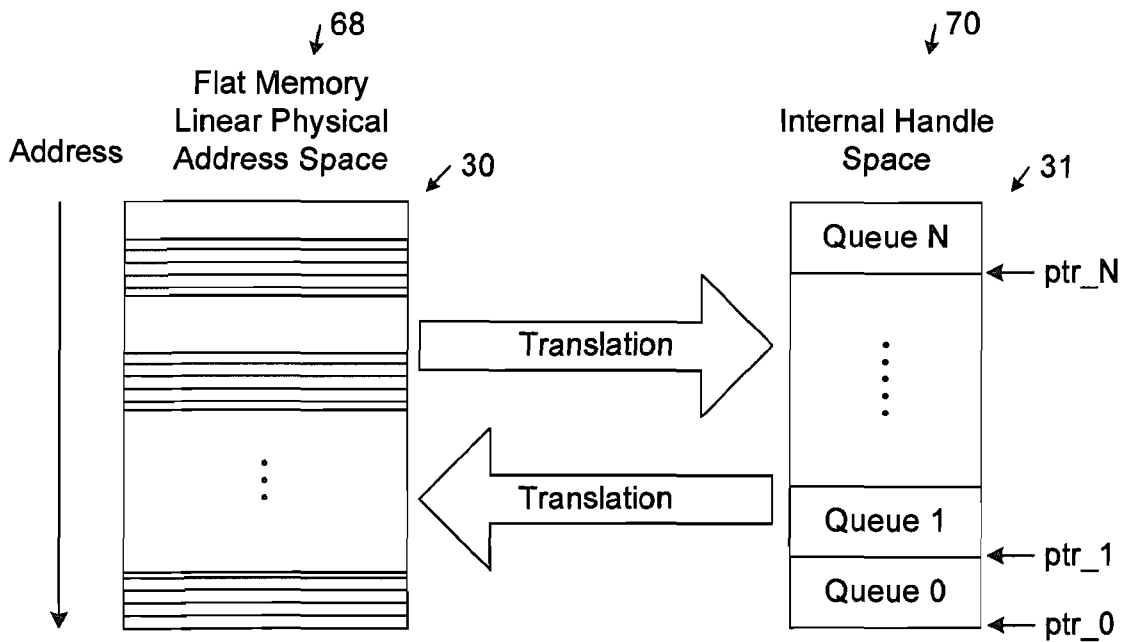 68
70
Flat Memory
Linear Physical
Address Space
Internal Handle
Space
Address
30
31
Queue N
ptr_N
Translation
Translation
Queue 1
ptr_1
Queue 0
ptr_0